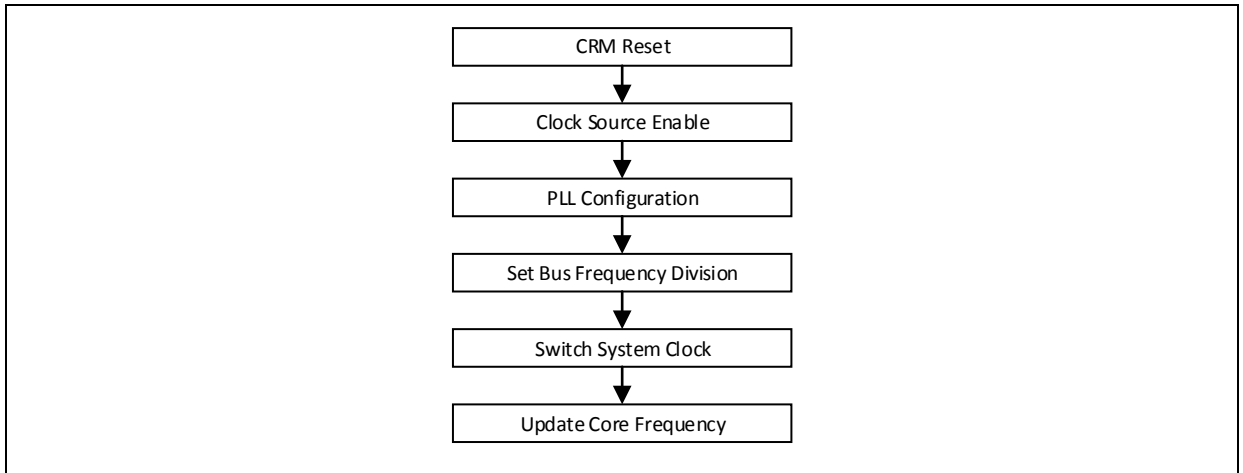 CRM Reset
Clock Source Enable
PLL Configuration
Set Bus Frequency Division
Switch System Clock
Update Core Frequency